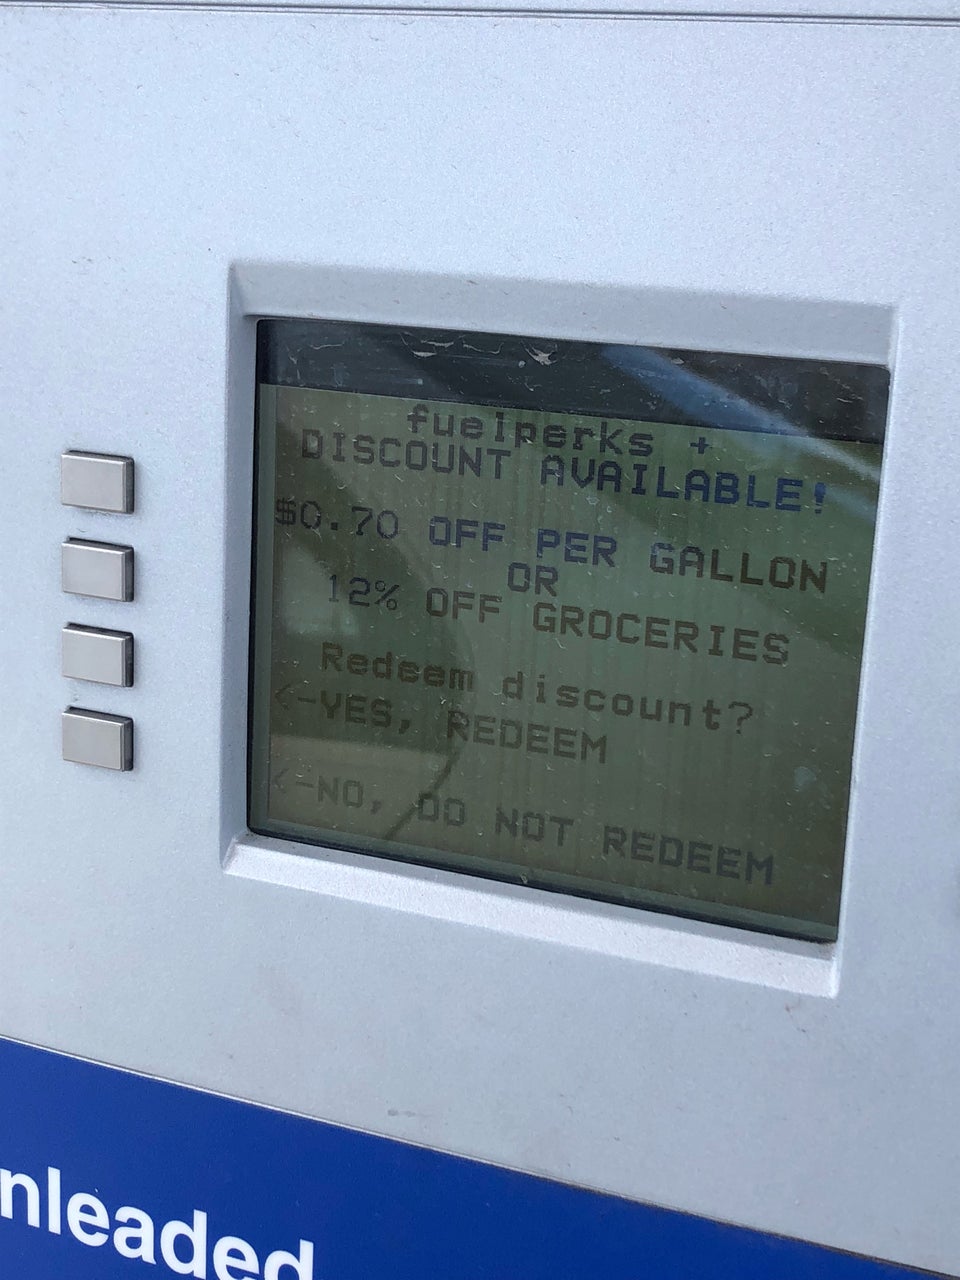 fuelperks +
DISCOUNT AVAILABLE!
$0.70 OFF PER GALLON
OR
12% OFF GROCERIES
Redeem discount?
<-YES, REDEEM
<-NO, DO NOT REDEEM
nleaded